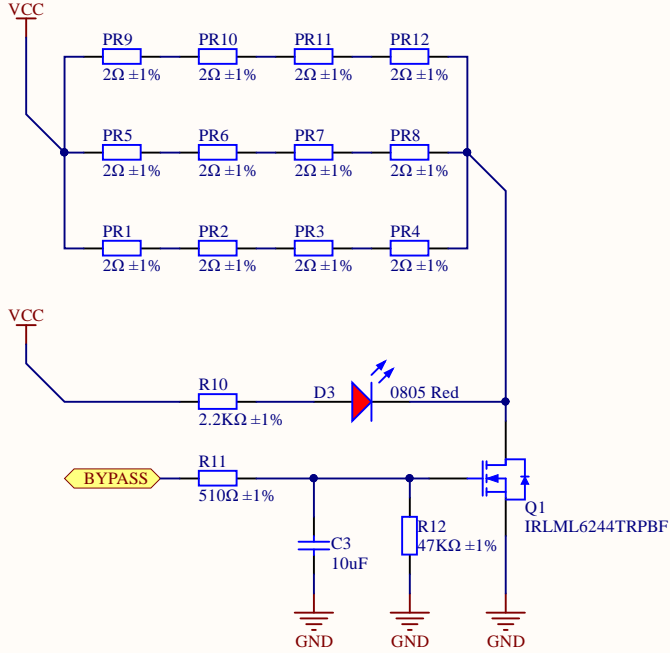 VCC
PR9 PR10 PR11 PR12
2Ω ±1% 2Ω ±1% 2Ω ±1% 2Ω ±1%
PR5 PR6 PR7 PR8
2Ω ±1% 2Ω ±1% 2Ω ±1% 2Ω ±1%
PR1 PR2 PR3 PR4
2Ω ±1% 2Ω ±1% 2Ω ±1% 2Ω ±1%
VCC
R10 D3 0805 Red
2.2KΩ ±1%
BYPASS R11
510Ω ±1%
Q1
IRLML6244TRPBF
C3
10uF
R12
47KΩ ±1%
GND GND GND